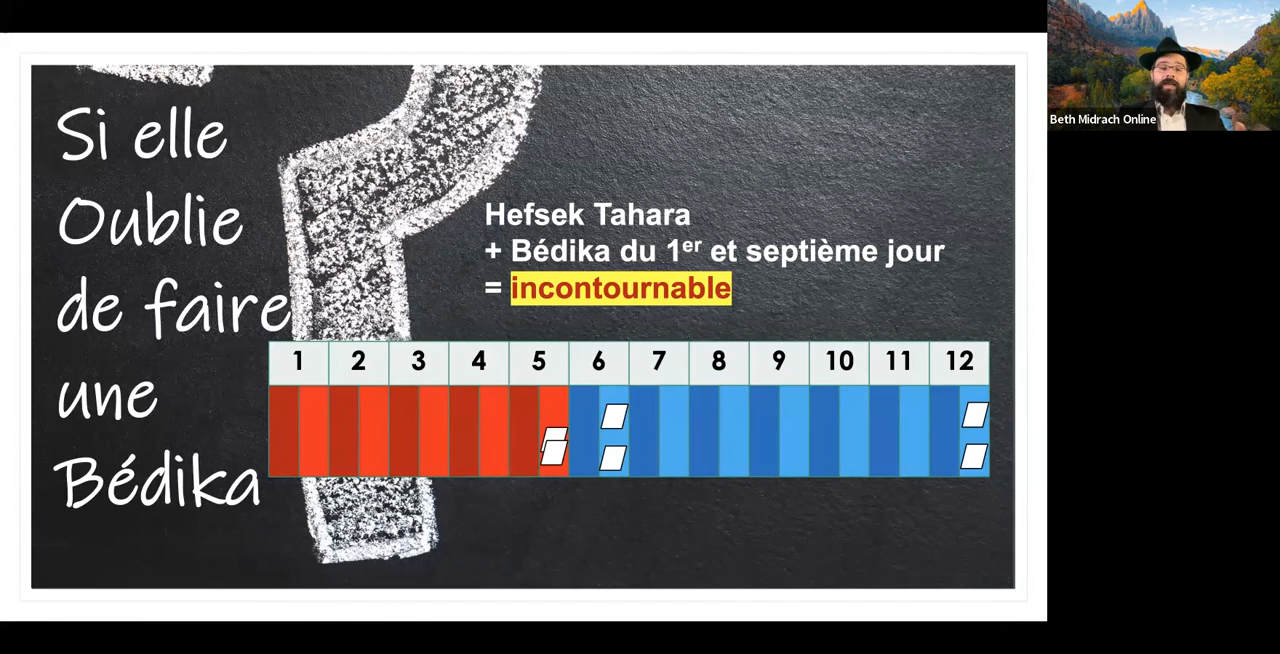 Si elle
Oublie
de faire
une
Bédika
Hefsek Tahara
+ Bédika du 1er et septième jour
= incontournable
1 2 3 4 5 6 7 8 9 10 11 12
Beth Midrach Online